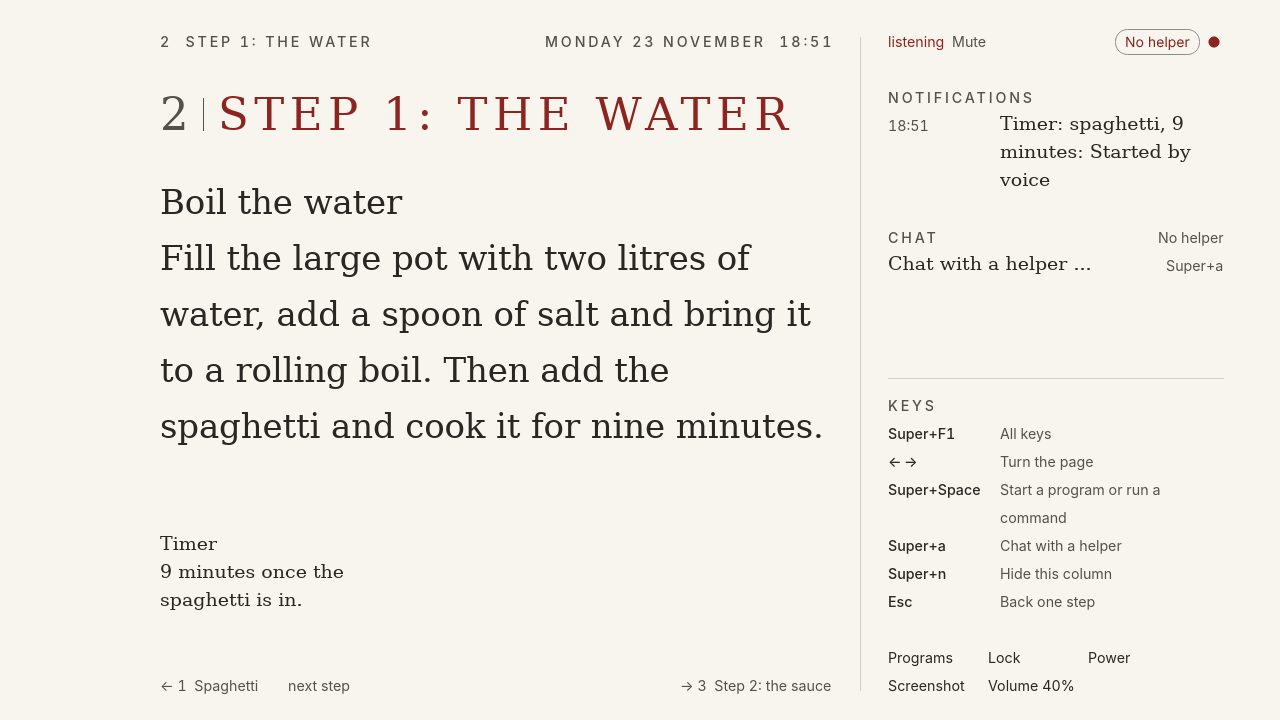 2 STEP 1: THE WATER
MONDAY 23 NOVEMBER 18:51
2 STEP 1: THE WATER
Boil the water
Fill the large pot with two litres of
water, add a spoon of salt and bring it
to a rolling boil. Then add the
spaghetti and cook it for nine minutes.
Timer
9 minutes once the
spaghetti is in.
← 1 Spaghetti
next step
→ 3 Step 2: the sauce
listening Mute
No helper
NOTIFICATIONS
18:51 Timer: spaghetti, 9
minutes: Started by
voice
CHAT No helper
Chat with a helper ... Super+a
KEYS
Super+F1 All keys
← → Turn the page
Super+Space Start a program or run a
command
Super+a Chat with a helper
Super+n Hide this column
Esc Back one step
Programs Lock Power
Screenshot Volume 40%